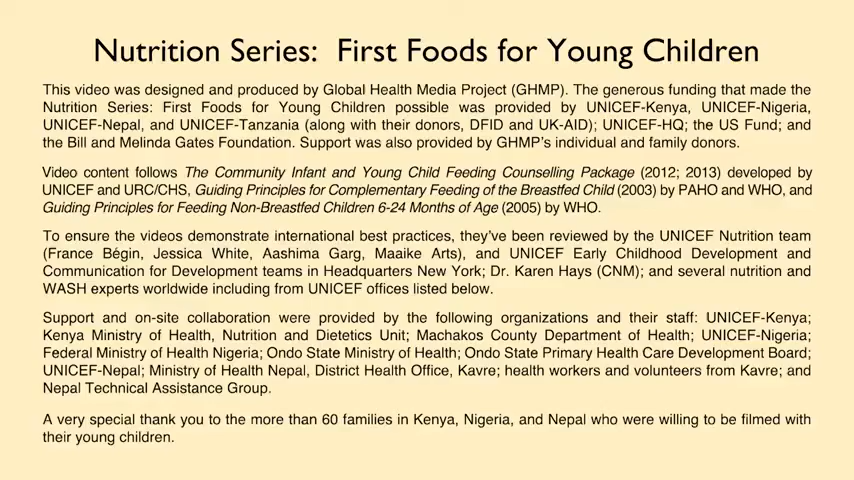 Nutrition Series:  First Foods for Young Children
This video was designed and produced by Global Health Media Project (GHMP). The generous funding that made the
Nutrition Series: First Foods for Young Children possible was provided by UNICEF-Kenya, UNICEF-Nigeria,
UNICEF-Nepal, and UNICEF-Tanzania (along with their donors, DFID and UK-AID); UNICEF-HQ; the US Fund; and
the Bill and Melinda Gates Foundation. Support was also provided by GHMP's individual and family donors.
Video content follows The Community Infant and Young Child Feeding Counselling Package (2012; 2013) developed by
UNICEF and URC/CHS, Guiding Principles for Complementary Feeding of the Breastfed Child (2003) by PAHO and WHO, and
Guiding Principles for Feeding Non-Breastfed Children 6-24 Months of Age (2005) by WHO.
To ensure the videos demonstrate international best practices, they've been reviewed by the UNICEF Nutrition team
(France Bégin, Jessica White, Aashima Garg, Maaike Arts), and UNICEF Early Childhood Development and
Communication for Development teams in Headquarters New York; Dr. Karen Hays (CNM); and several nutrition and
WASH experts worldwide including from UNICEF offices listed below.
Support and on-site collaboration were provided by the following organizations and their staff: UNICEF-Kenya;
Kenya Ministry of Health, Nutrition and Dietetics Unit; Machakos County Department of Health; UNICEF-Nigeria;
Federal Ministry of Health Nigeria; Ondo State Ministry of Health; Ondo State Primary Health Care Development Board;
UNICEF-Nepal; Ministry of Health Nepal, District Health Office, Kavre; health workers and volunteers from Kavre; and
Nepal Technical Assistance Group.
A very special thank you to the more than 60 families in Kenya, Nigeria, and Nepal who were willing to be filmed with
their young children.